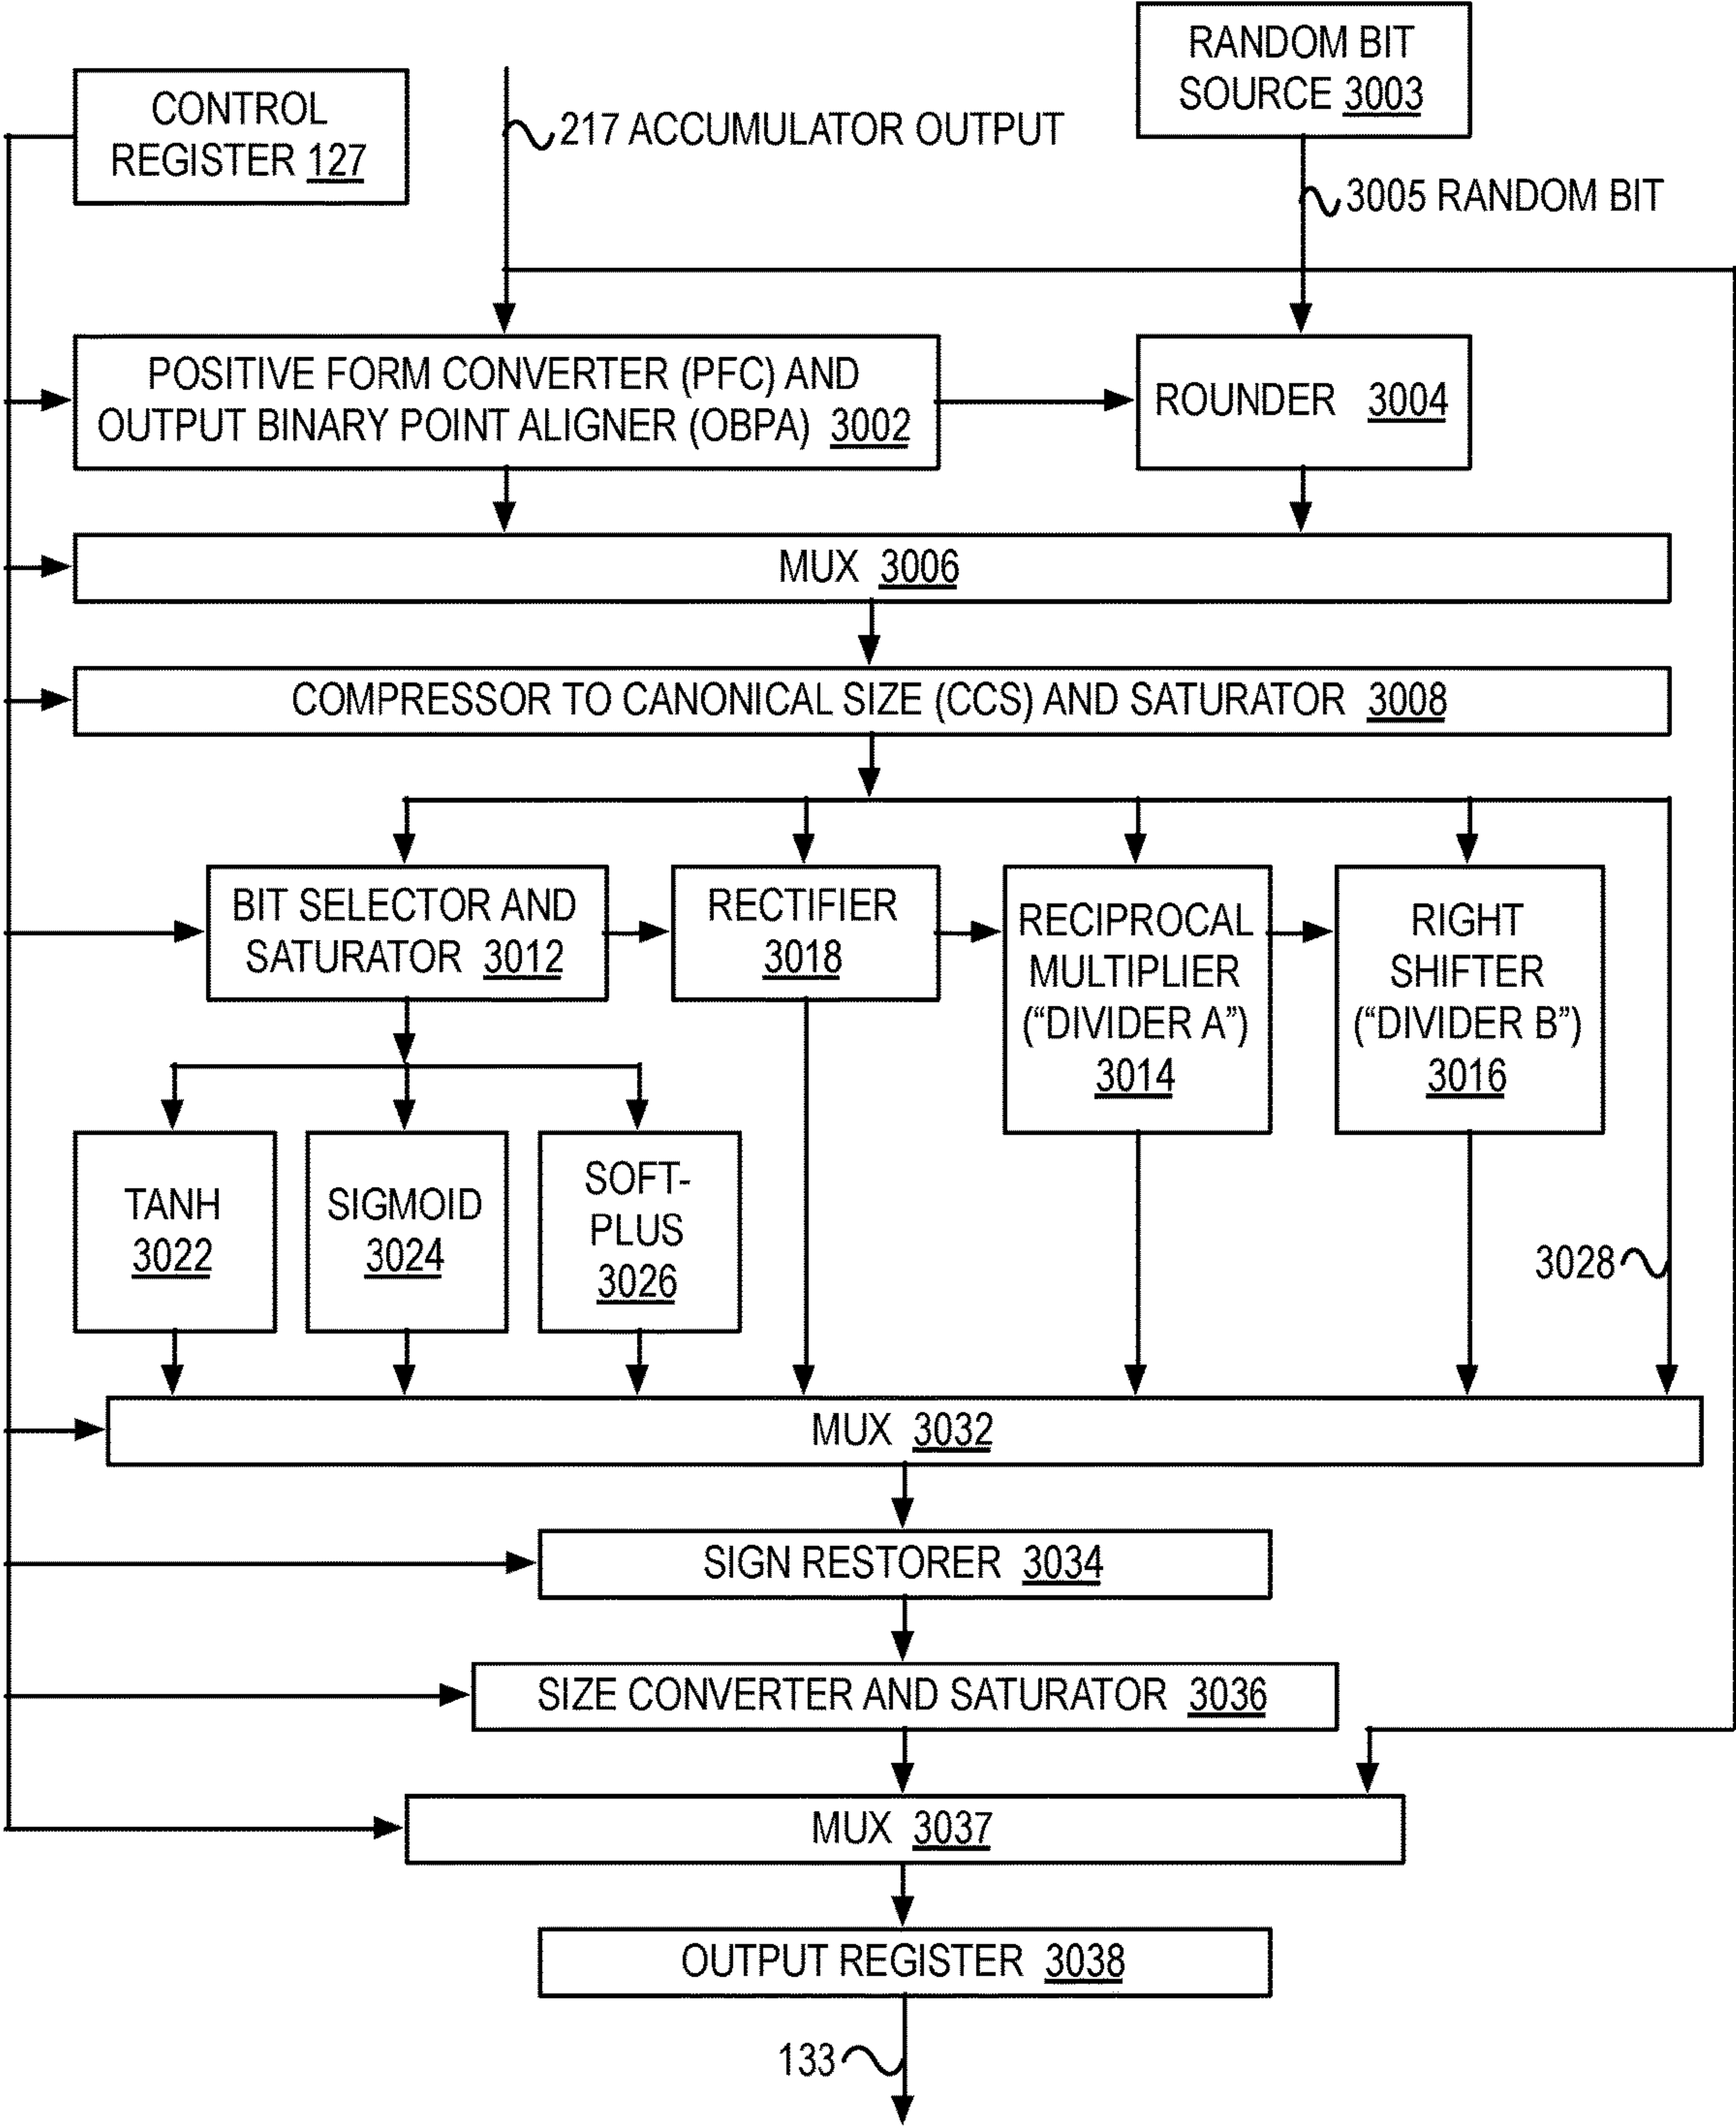 RANDOM BIT
SOURCE 3003
CONTROL
REGISTER 127
217 ACCUMULATOR OUTPUT
3005 RANDOM BIT
POSITIVE FORM CONVERTER (PFC) AND
OUTPUT BINARY POINT ALIGNER (OBPA) 3002
ROUNDER 3004
MUX 3006
COMPRESSOR TO CANONICAL SIZE (CCS) AND SATURATOR 3008
BIT SELECTOR AND
SATURATOR 3012
RECTIFIER
3018
RECIPROCAL
MULTIPLIER
(“DIVIDER A”)
3014
RIGHT
SHIFTER
(“DIVIDER B”)
3016
TANH
3022
SIGMOID
3024
SOFT-
PLUS
3026
3028
MUX 3032
SIGN RESTORER 3034
SIZE CONVERTER AND SATURATOR 3036
MUX 3037
OUTPUT REGISTER 3038
133